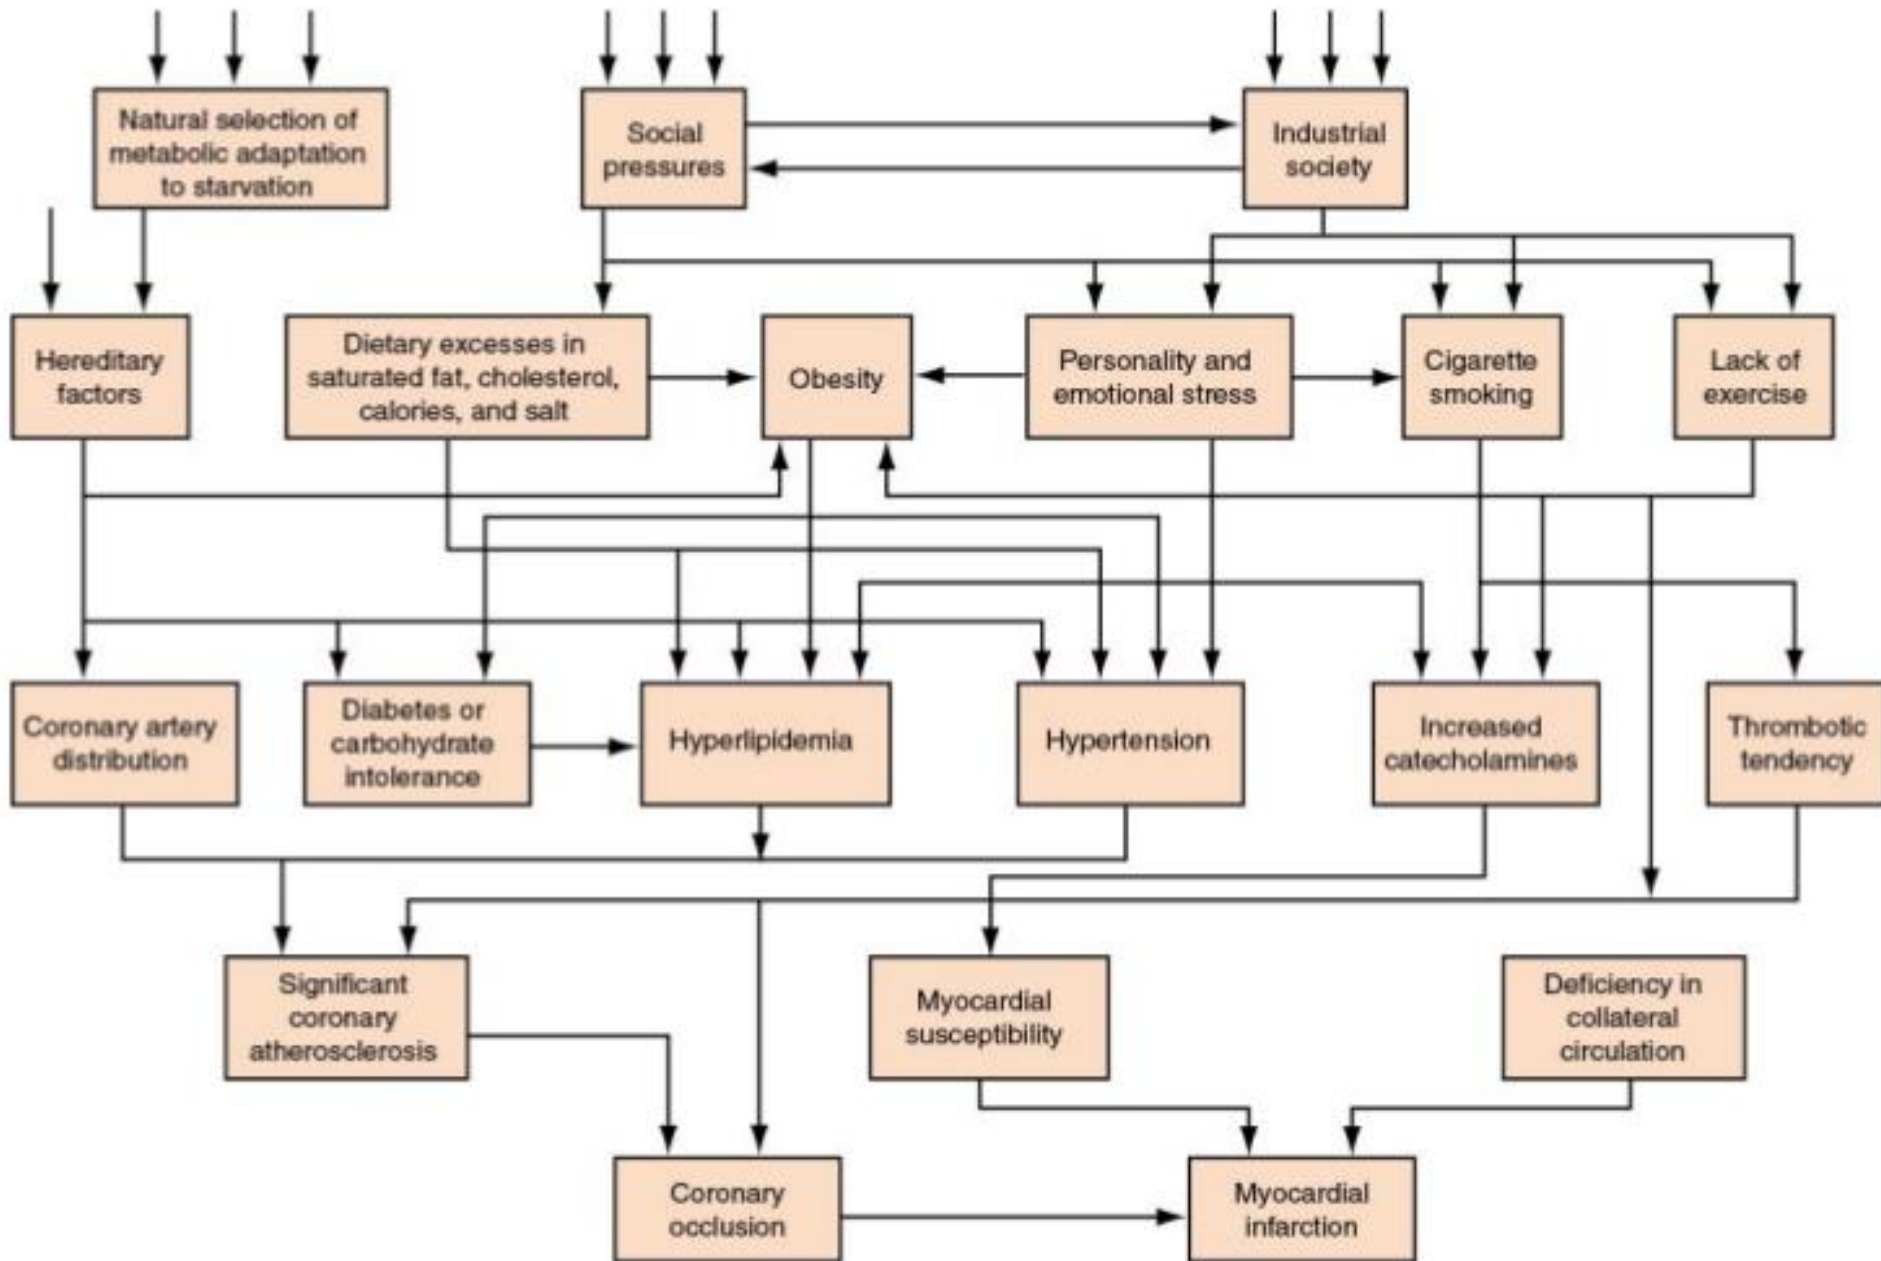 Natural selection of
metabolic adaptation
to starvation
Social
pressures
Industrial
society
Hereditary
factors
Dietary excesses in
saturated fat, cholesterol,
calories, and salt
Obesity
Personality and
emotional stress
Cigarette
smoking
Lack of
exercise
Coronary artery
distribution
Diabetes or
carbohydrate
intolerance
Hyperlipidemia
Hypertension
Increased
catecholamines
Thrombotic
tendency
Significant
coronary
atherosclerosis
Myocardial
susceptibility
Deficiency in
collateral
circulation
Coronary
occlusion
Myocardial
infarction